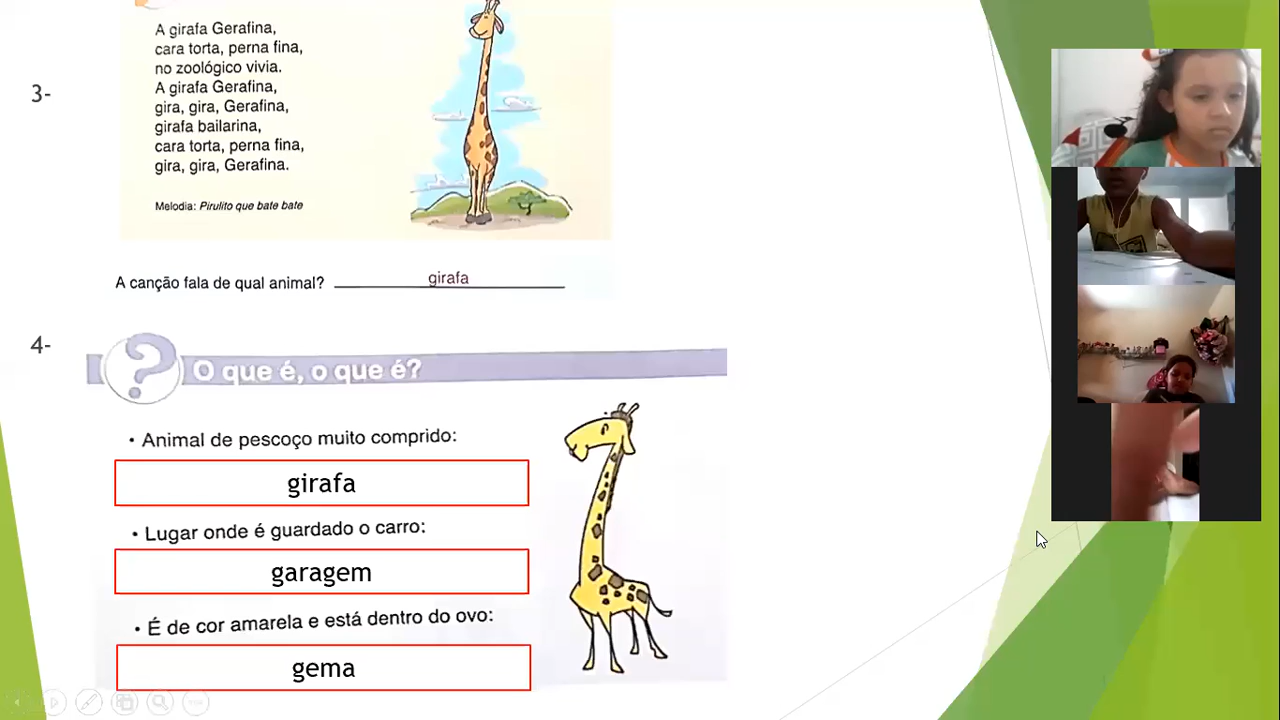 A girafa Gerafina,
cara torta, perna fina,
no zoológico vivia.
A girafa Gerafina,
gira, gira, Gerafina,
girafa bailarina,
cara torta, perna fina,
gira, gira, Gerafina.
Melodia: Pirulito que bate bate
3-
A canção fala de qual animal? girafa
4-
? O que é, o que é?
• Animal de pescoço muito comprido:
girafa
• Lugar onde é guardado o carro:
garagem
• É de cor amarela e está dentro do ovo:
gema